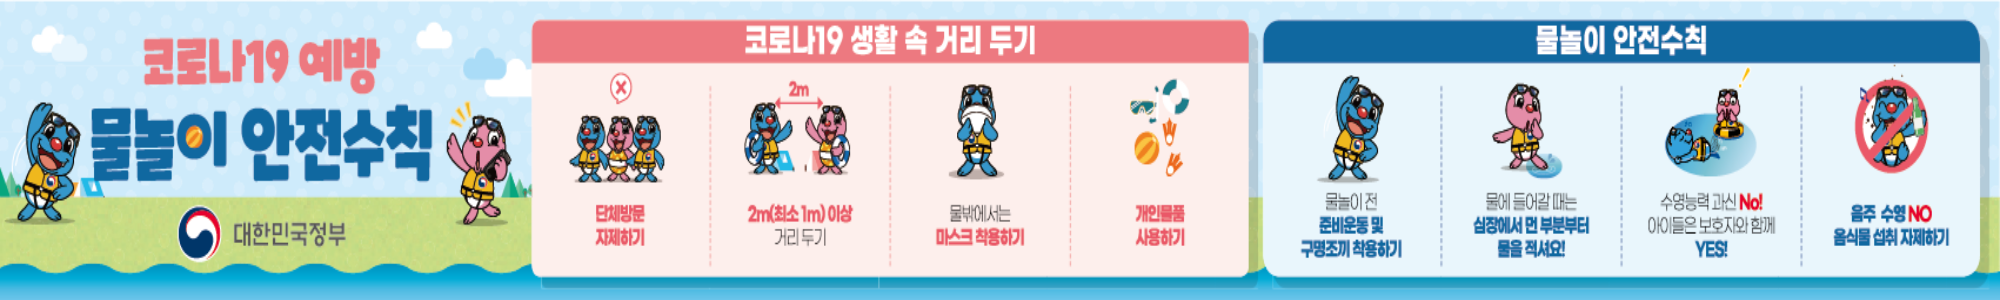 코로나19 예방
물놀이 안전수칙
대한민국정부
코로나19 생활 속 거리 두기
단체방문
자제하기
2m
2m(최소 1m) 이상
거리 두기
물밖에서는
마스크 착용하기
개인물품
사용하기
물놀이 안전수칙
물놀이 전
준비운동 및
구명조끼 착용하기
물에 들어갈 때는
심장에서 먼 부분부터
물을 적셔요!
수영능력 과신 No!
아이들은 보호자와 함께
YES!
음주 수영 NO
음식물 섭취 자제하기